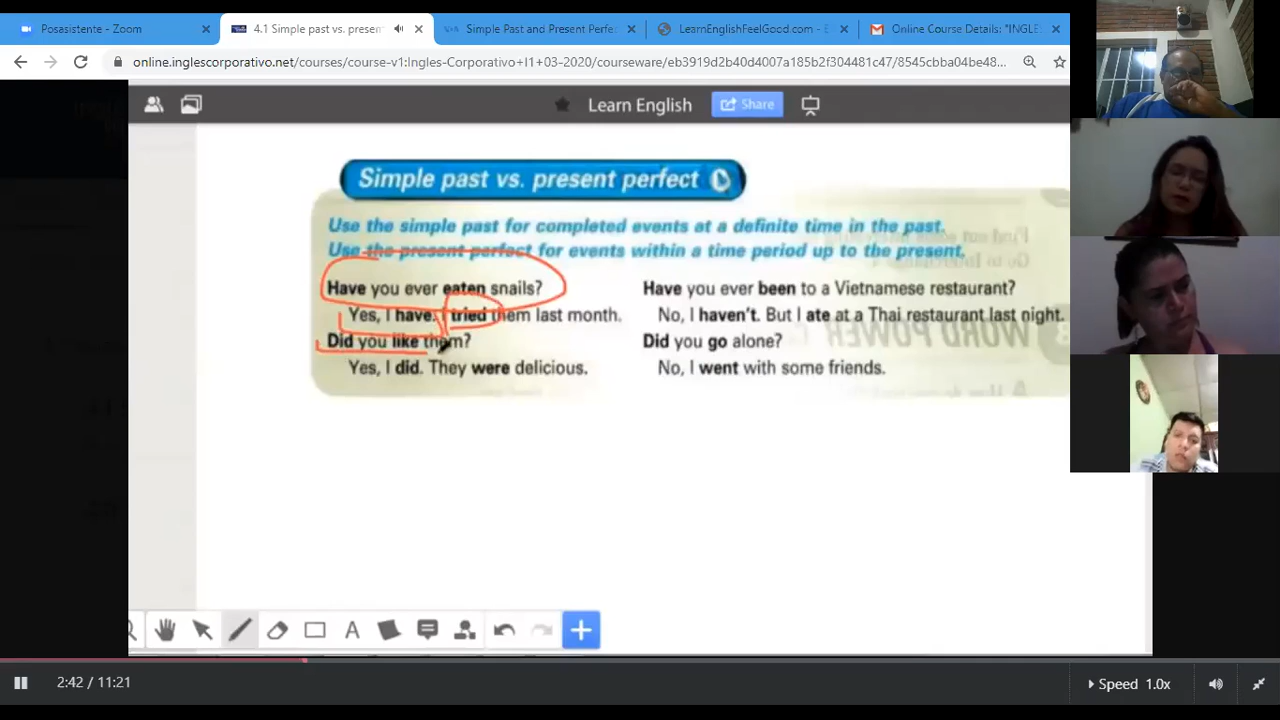 Posasistente - Zoom
4.1 Simple past vs. presen
Simple Past and Present Perfe
LearnEnglishFeelGood.com - E
Online Course Details: "INGLE
online.inglescorporativo.net/courses/course-v1:Ingles-Corporativo+I1+03-2020/courseware/eb3913d2b40d4007a185b2f304481c47/8545cbba04be48...
Learn English
Share
Simple past vs. present perfect
Use the simple past for completed events at a definite time in the past.
Use the present perfect for events within a time period up to the present.
Have you ever eaten snails?
Yes, I have. I tried them last month.
Did you like them?
Yes, I did. They were delicious.
Have you ever been to a Vietnamese restaurant?
No, I haven't. But I ate at a Thai restaurant last night.
Did you go alone?
No, I went with some friends.
WORD POWER
2:42 / 11:21
Speed 1.0x